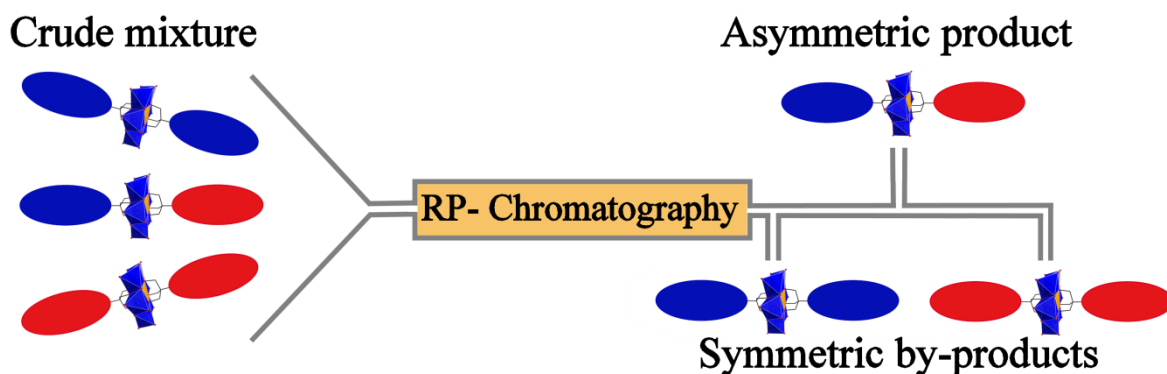 Crude mixture
Asymmetric product
RP- Chromatography
Symmetric by-products